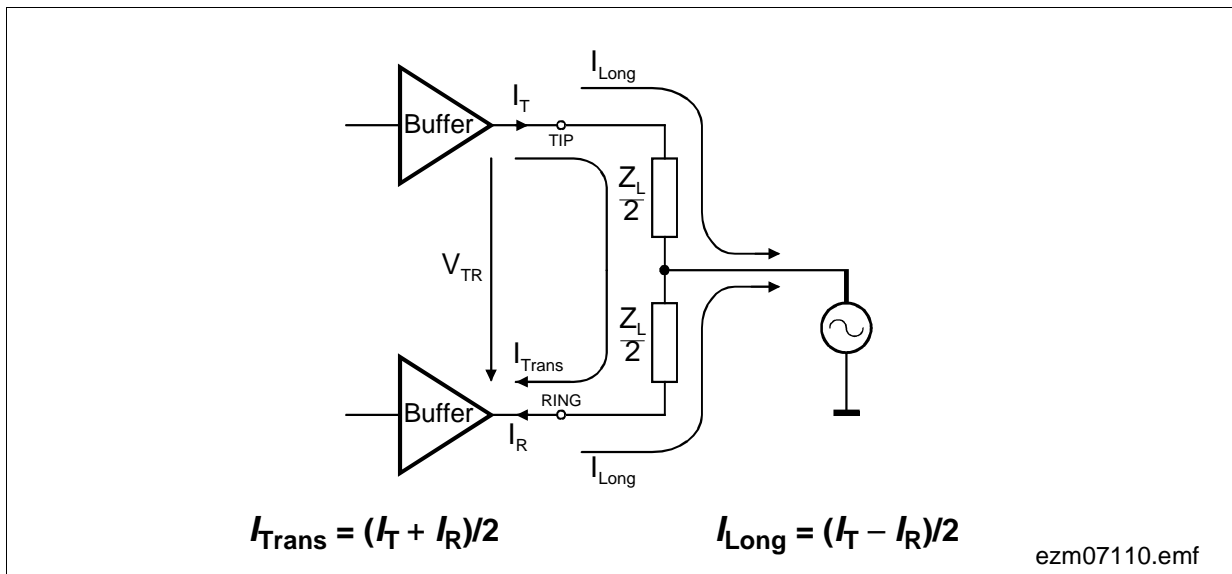 I_Long
I_T
Buffer
TIP
Z_L
2
V_TR
Z_L
2
I_Trans
RING
Buffer
I_R
I_Long
I_Trans = (I_T + I_R)/2
I_Long = (I_T − I_R)/2
ezm07110.emf